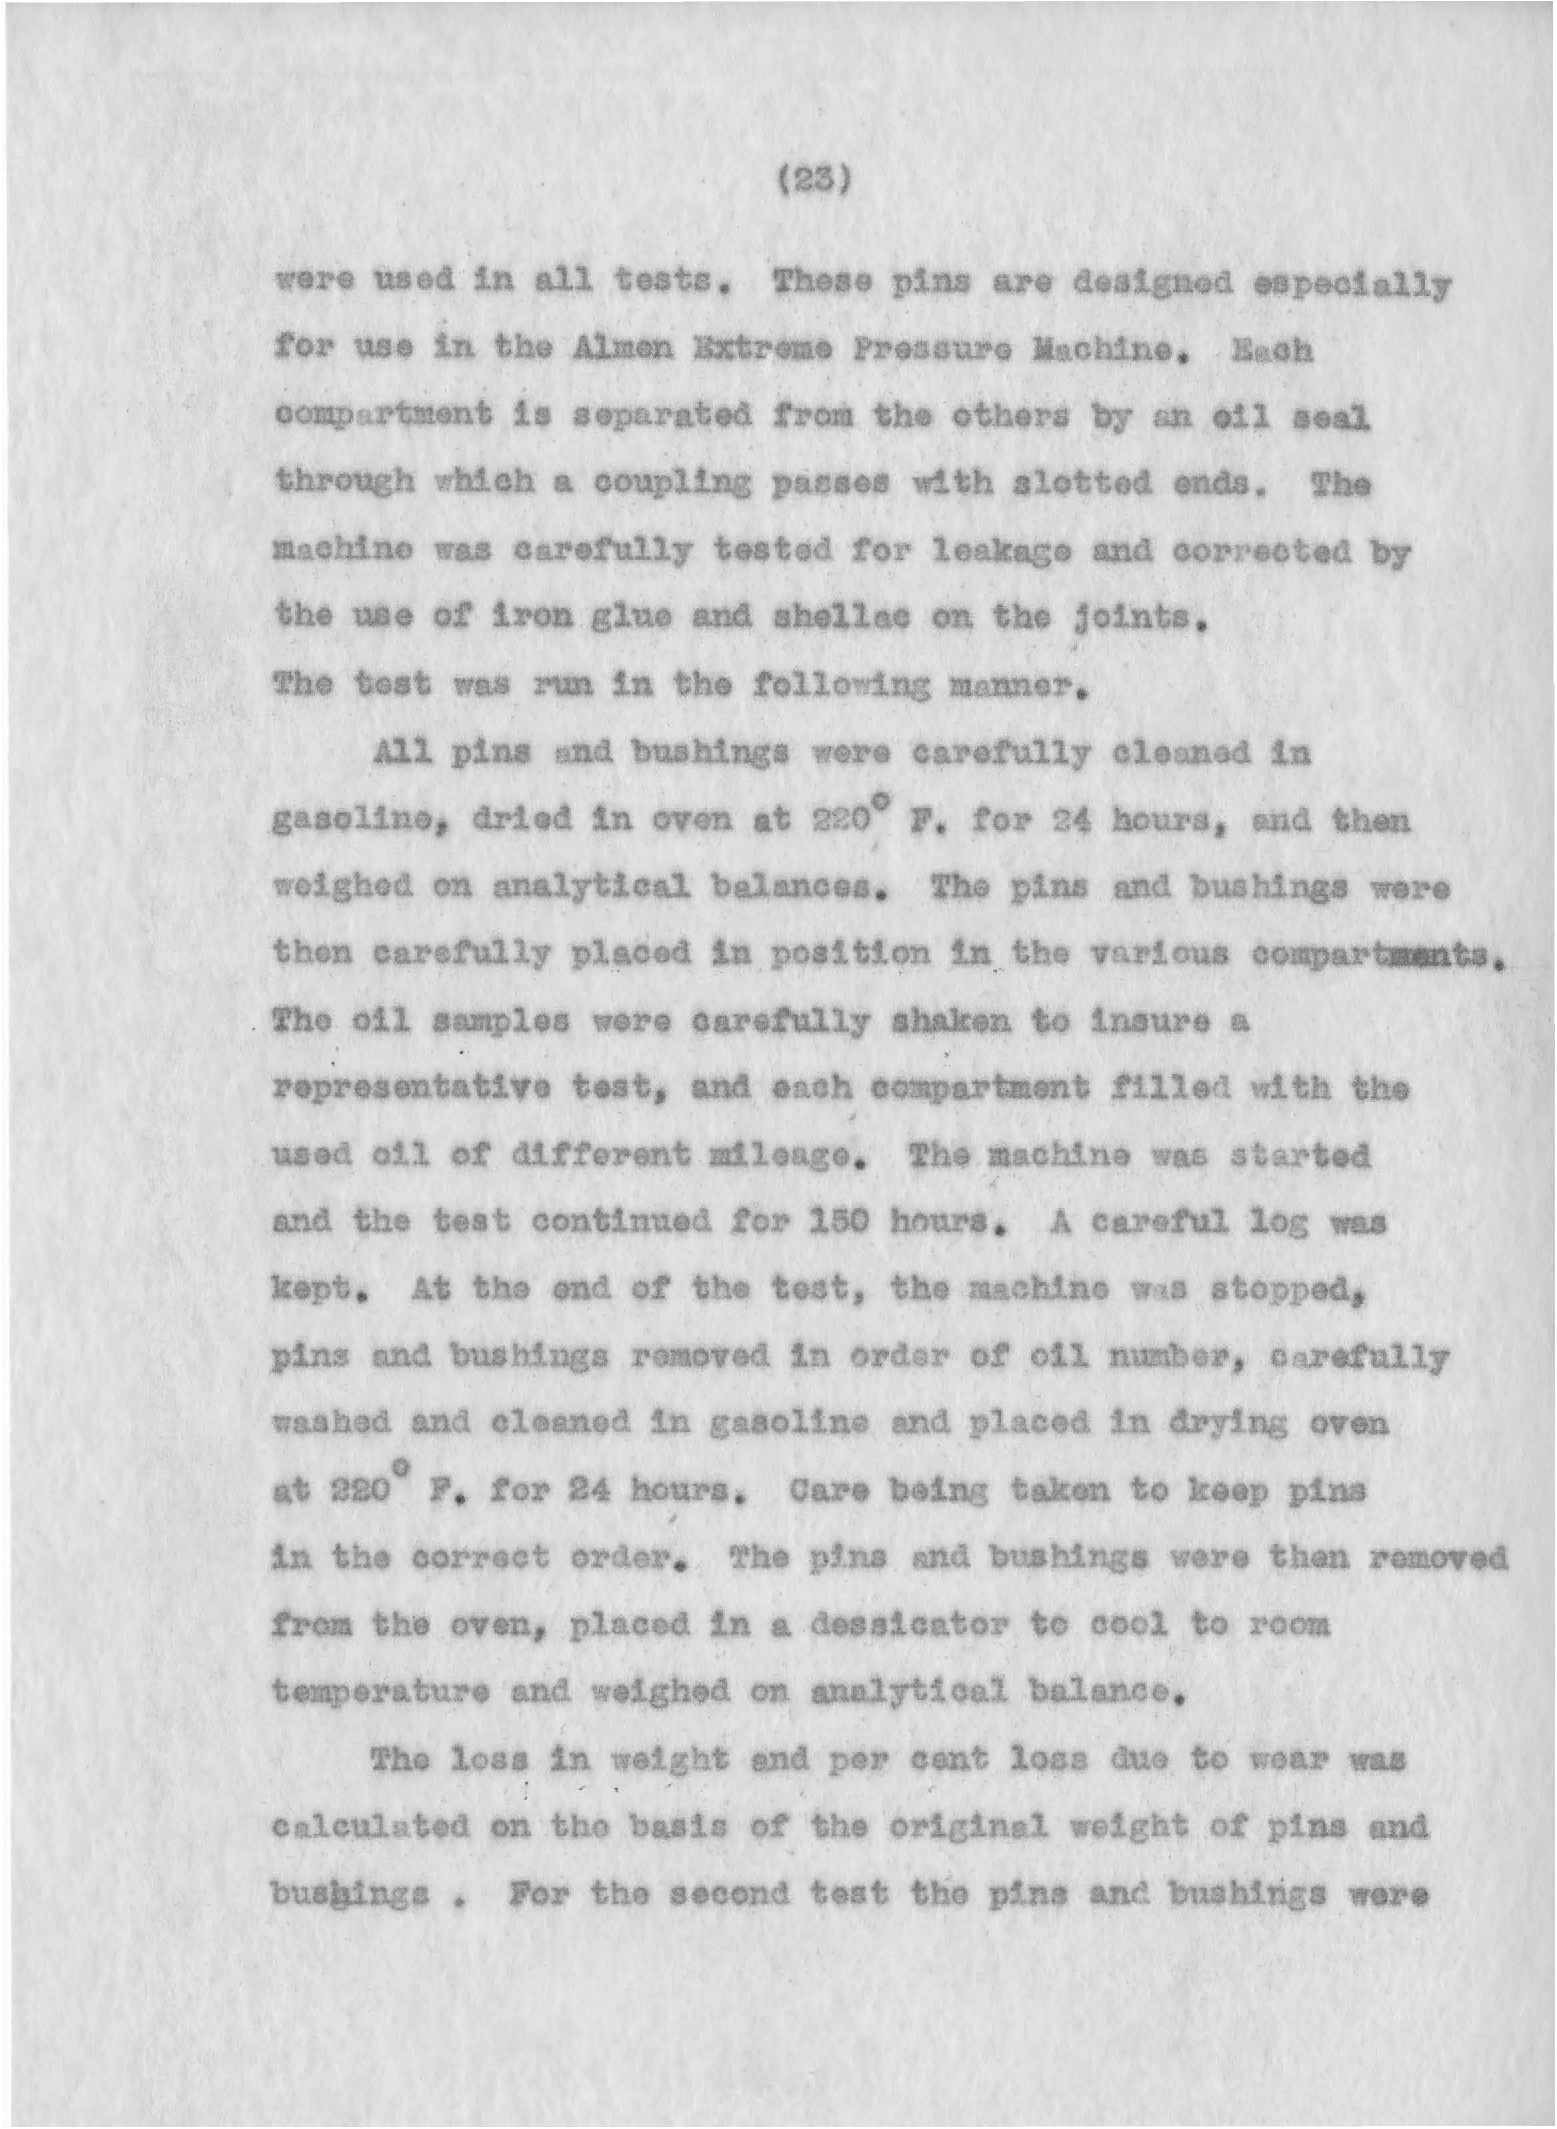 (23)
were used in all tests. These pins are designed especially
for use in the Almen Extreme Pressure Machine. Each
compartment is separated from the others by an oil seal
through which a coupling passes with slotted ends. The
machine was carefully tested for leakage and corrected by
the use of iron glue and shellac on the joints.
The test was run in the following manner.
All pins and bushings were carefully cleaned in
gasoline, dried in oven at 220° F. for 24 hours, and then
weighed on analytical balances. The pins and bushings were
then carefully placed in position in the various compartments.
The oil samples were carefully shaken to insure a
representative test, and each compartment filled with the
used oil of different mileage. The machine was started
and the test continued for 150 hours. A careful log was
kept. At the end of the test, the machine was stopped,
pins and bushings removed in order of oil number, carefully
washed and cleaned in gasoline and placed in drying oven
at 220° F. for 24 hours. Care being taken to keep pins
in the correct order. The pins and bushings were then removed
from the oven, placed in a dessicator to cool to room
temperature and weighed on analytical balance.
The loss in weight and per cent loss due to wear was
calculated on the basis of the original weight of pins and
bushings . For the second test the pins and bushings were